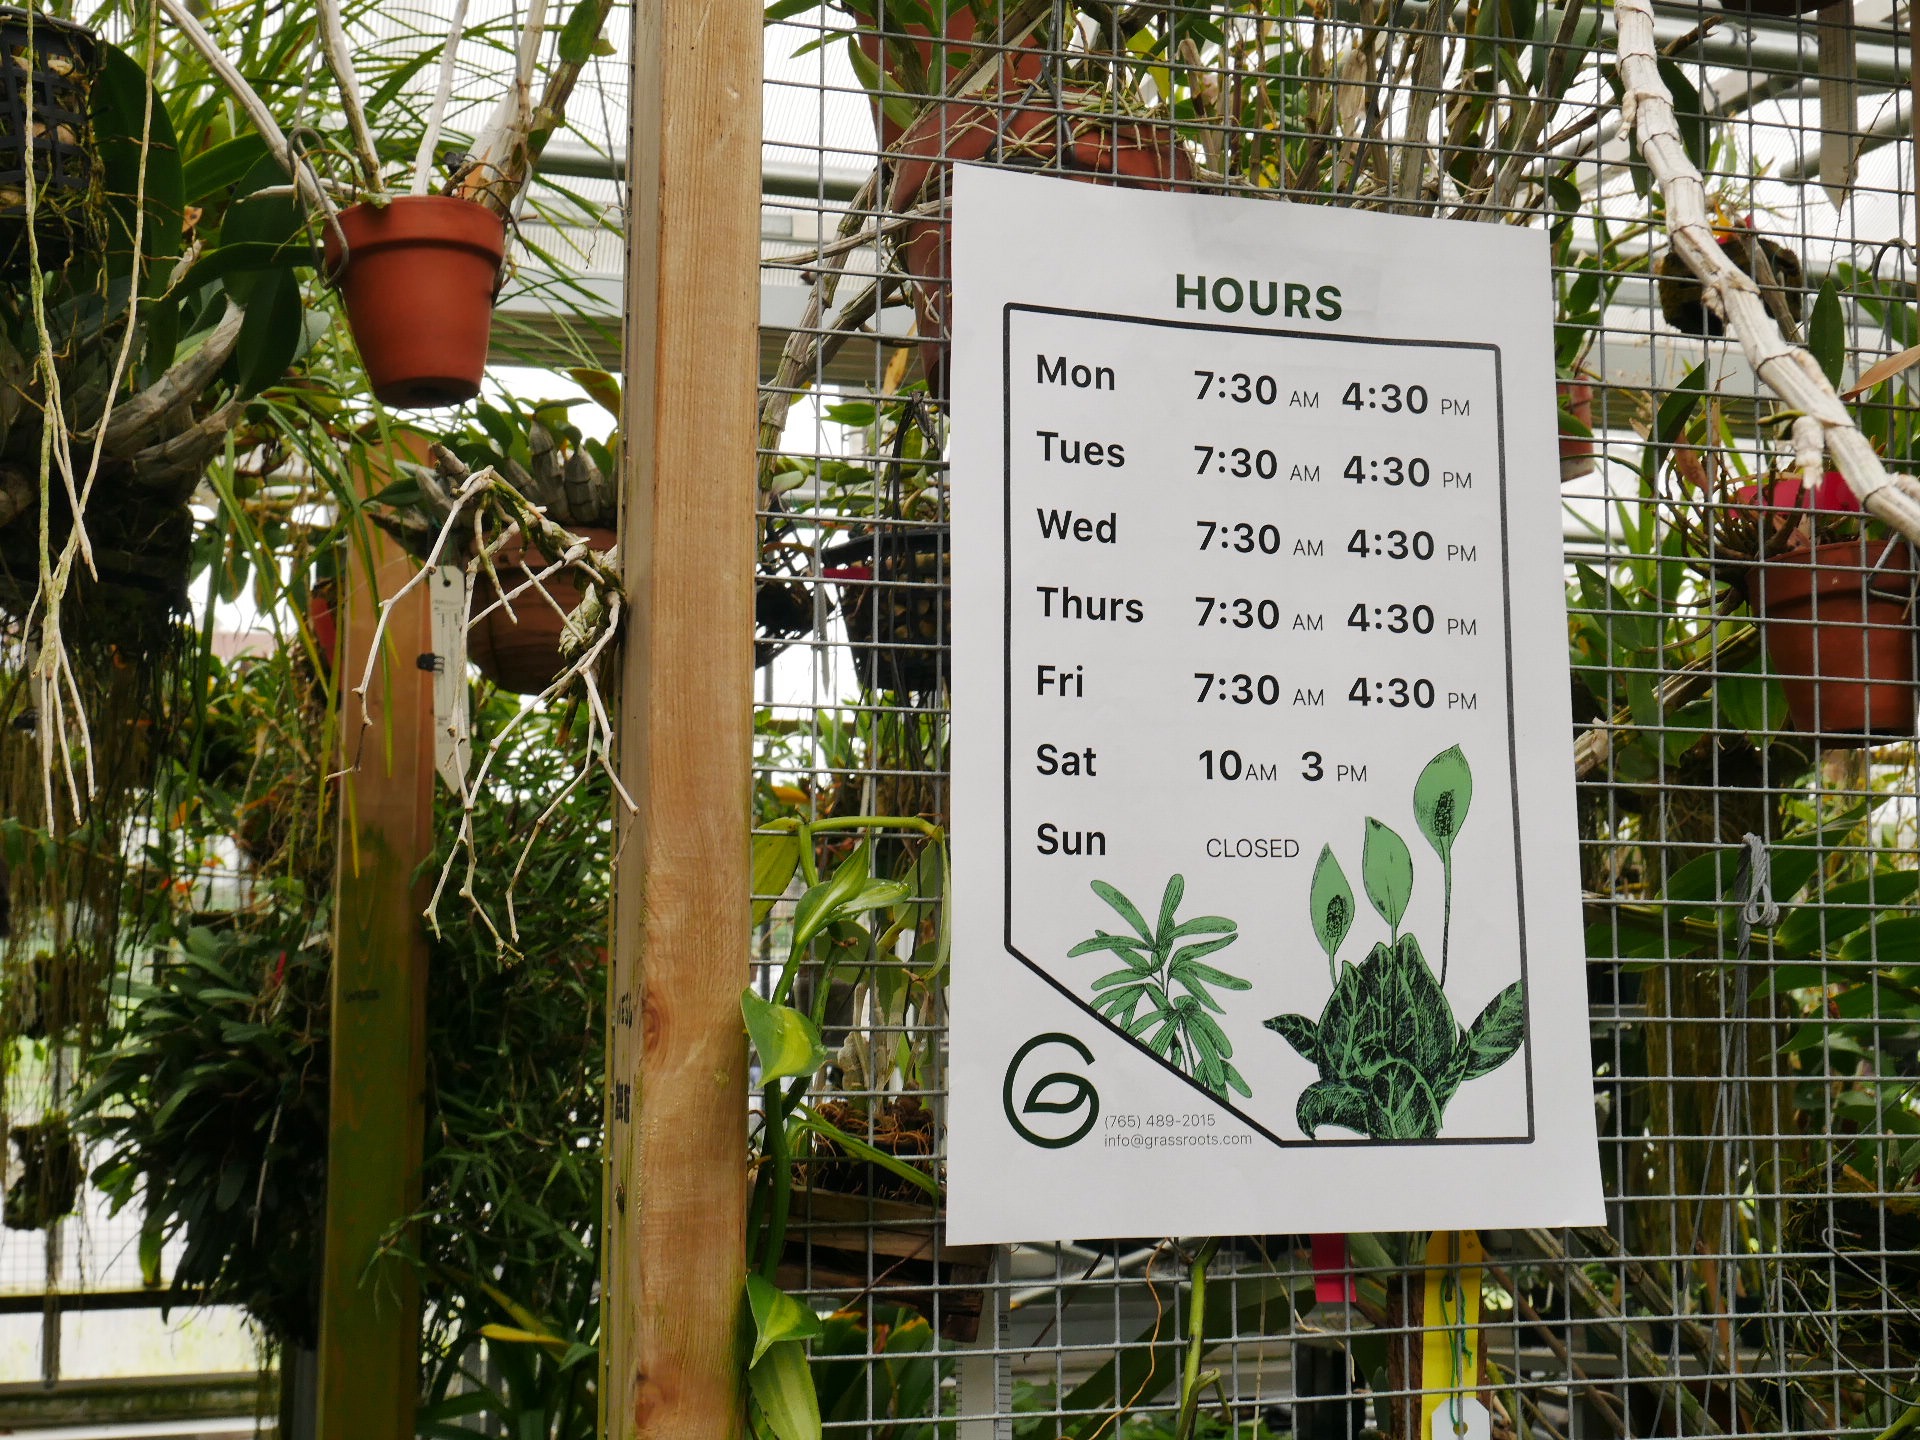 HOURS
Mon 7:30 AM 4:30 PM
Tues 7:30 AM 4:30 PM
Wed 7:30 AM 4:30 PM
Thurs 7:30 AM 4:30 PM
Fri 7:30 AM 4:30 PM
Sat 10AM 3 PM
Sun CLOSED
(765) 489-2015
info@grassroots.com